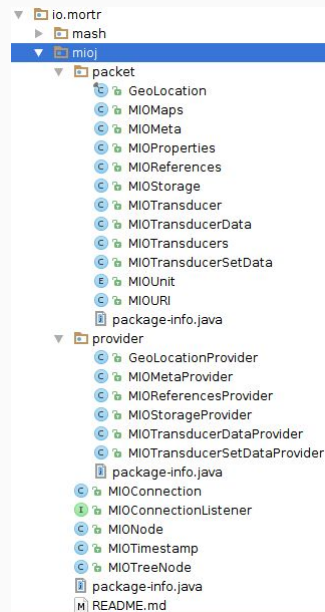 io.mortr
mash
mioj
packet
GeoLocation
MIOMaps
MIOMeta
MIOProperties
MIOReferences
MIOStorage
MIOTransducer
MIOTransducerData
MIOTransducers
MIOTransducerSetData
MIOUnit
MIOURI
package-info.java
provider
GeoLocationProvider
MIOMetaProvider
MIOReferencesProvider
MIOStorageProvider
MIOTransducerDataProvider
MIOTransducerSetDataProvider
package-info.java
MIOConnection
MIOConnectionListener
MIONode
MIOTimestamp
MIOTreeNode
package-info.java
README.md